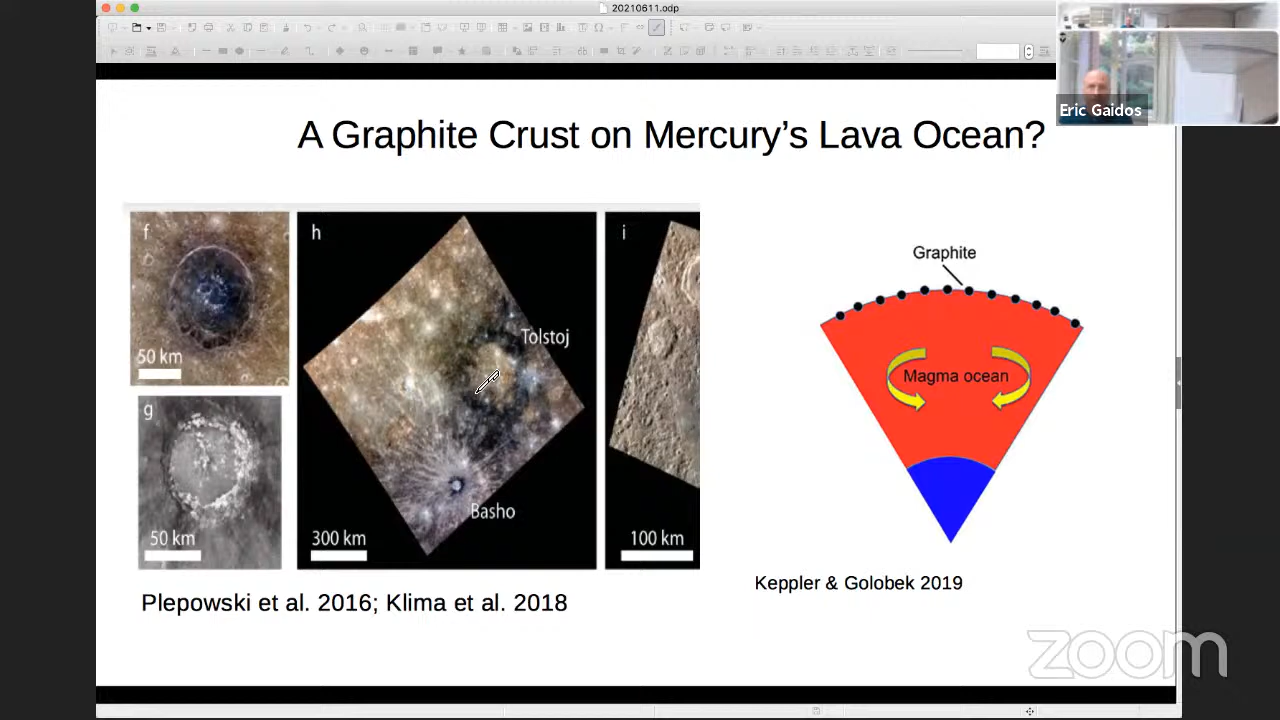 20210611.odp
Eric Gaidos
A Graphite Crust on Mercury's Lava Ocean?
f
50 km
g
50 km
h
Tolstoj
Basho
300 km
i
100 km
Graphite
Magma ocean
Plepowski et al. 2016; Klima et al. 2018
Keppler & Golobek 2019
zoom